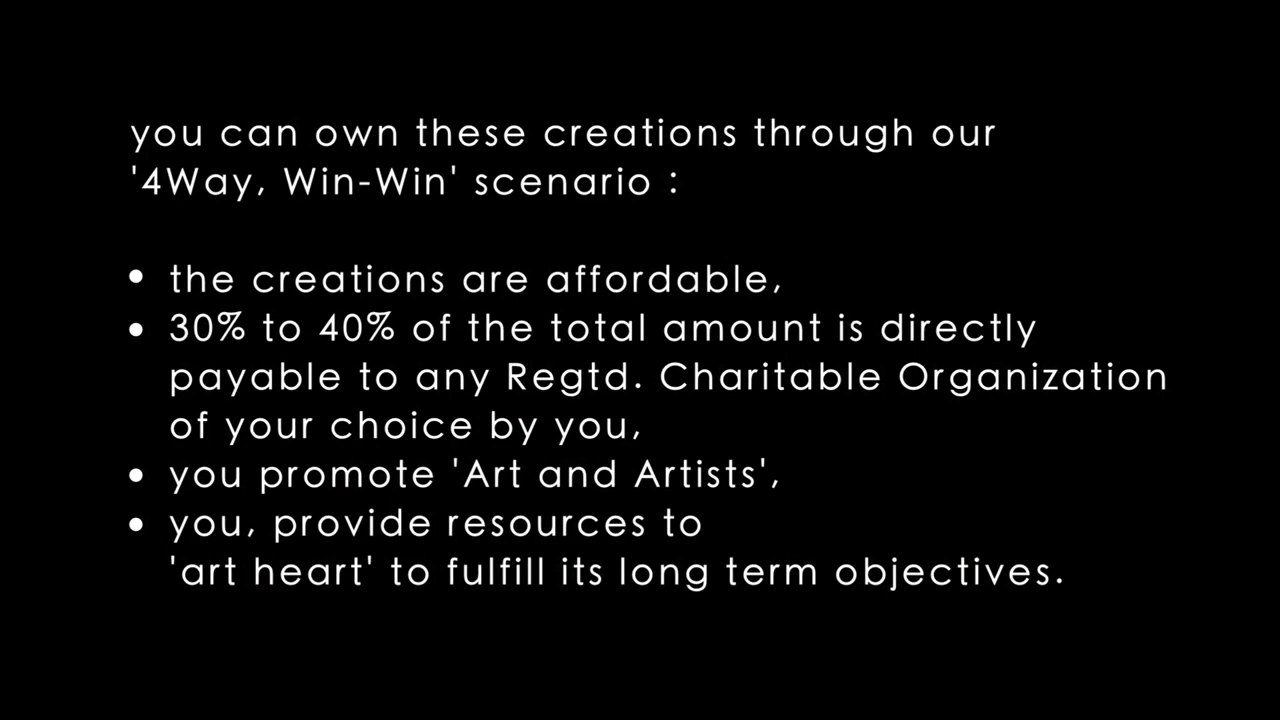 you can own these creations through our
'4Way, Win-Win' scenario :
• the creations are affordable,
• 30% to 40% of the total amount is directly
payable to any Regtd. Charitable Organization
of your choice by you,
• you promote 'Art and Artists',
• you, provide resources to
'art heart' to fulfill its long term objectives.